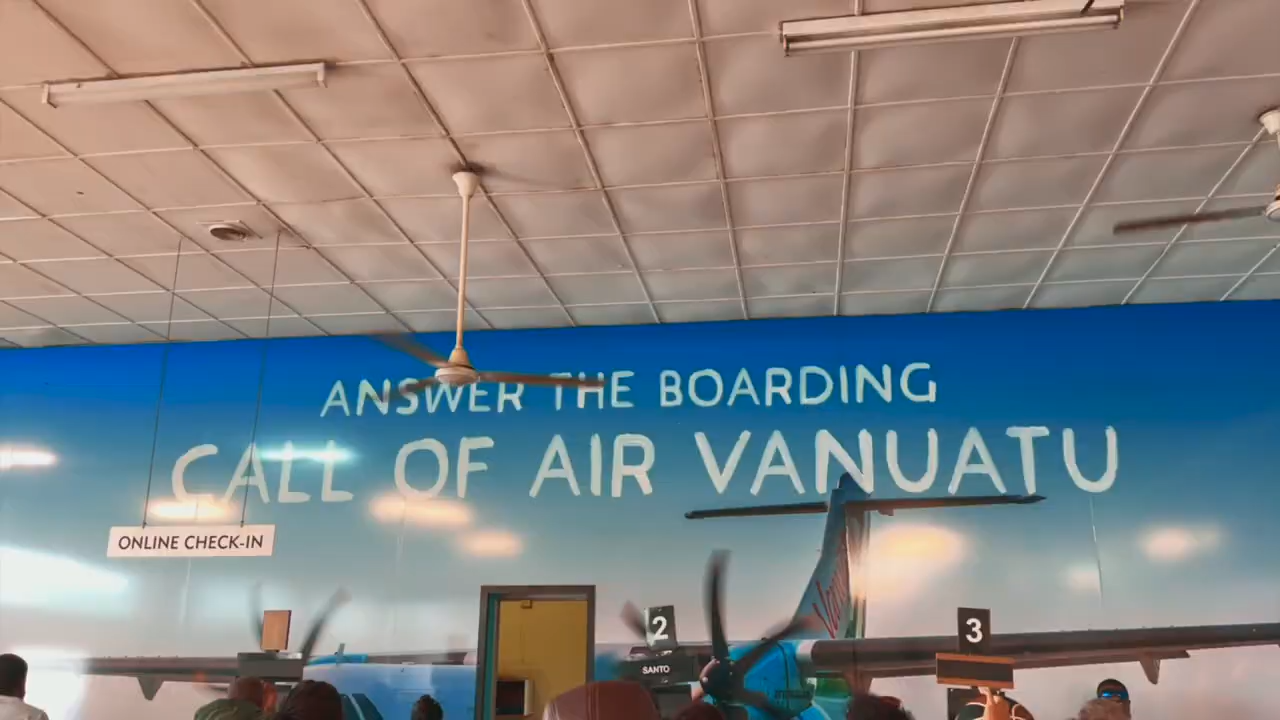 ANSWER THE BOARDING
CALL OF AIR VANUATU
ONLINE CHECK-IN
2
SANTO
3